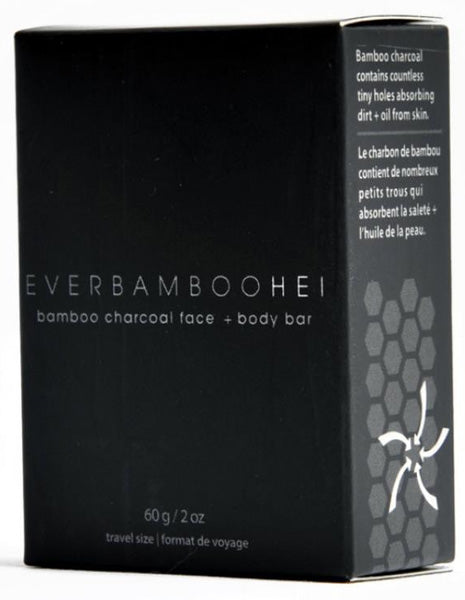 EVERBAMBOOHEI
bamboo charcoal face + body bar
60 g / 2 oz
travel size | format de voyage
Bamboo charcoal
contains countless
tiny holes absorbing
dirt + oil from skin.
Le charbon de bambou
contient de nombreux
petits trous qui
absorbent la saleté +
l'huile de la peau.